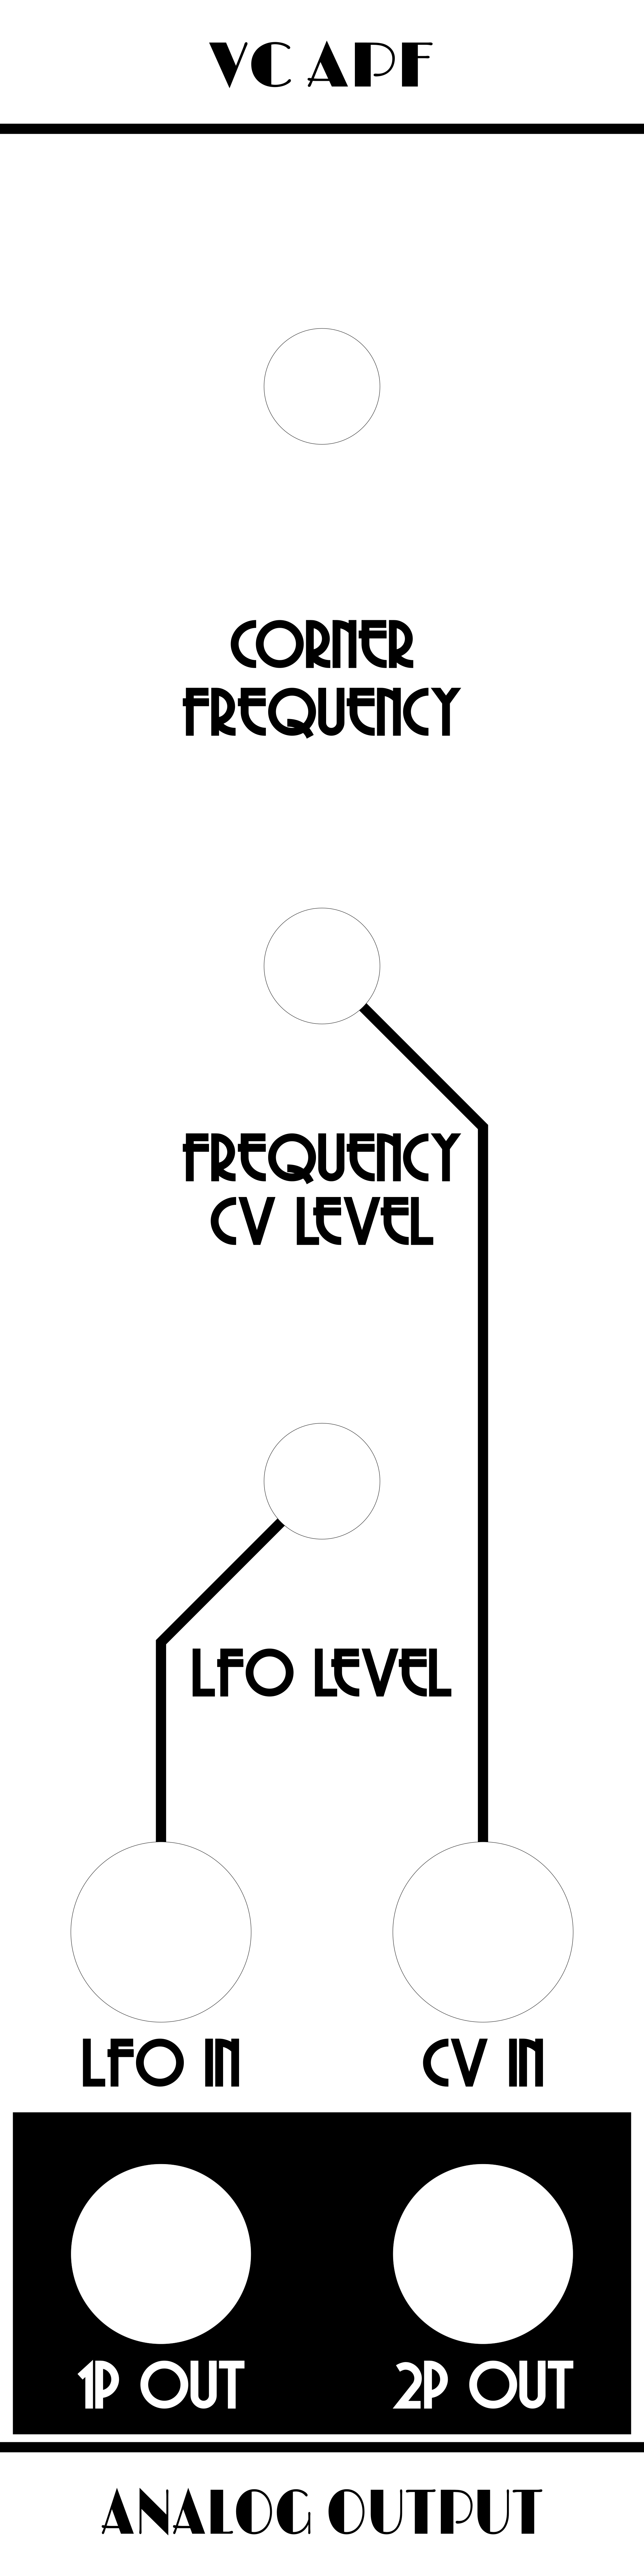 VC APF
CORNER
FREQUENCY
FREQUENCY
CV LEVEL
LFO LEVEL
LFO IN
CV IN
1P OUT
2P OUT
ANALOG OUTPUT